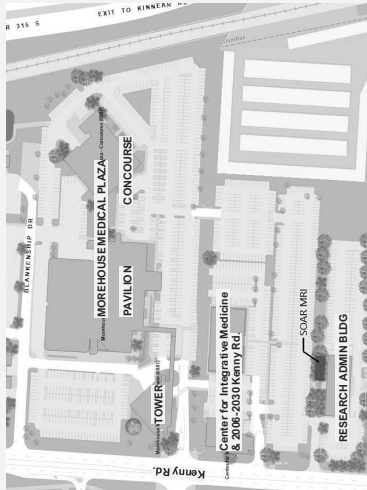 R 315 S
EXIT TO KINNEAR
BLANKENSHIP DR
MOREHOUSE MEDICAL PLAZA
CONCOURSE
PAVILION
TOWER
Center for Integrative Medicine
& 2006-2030 Kenny Rd.
SOAR MRI
RESEARCH ADMIN BLDG
Kenny Rd.